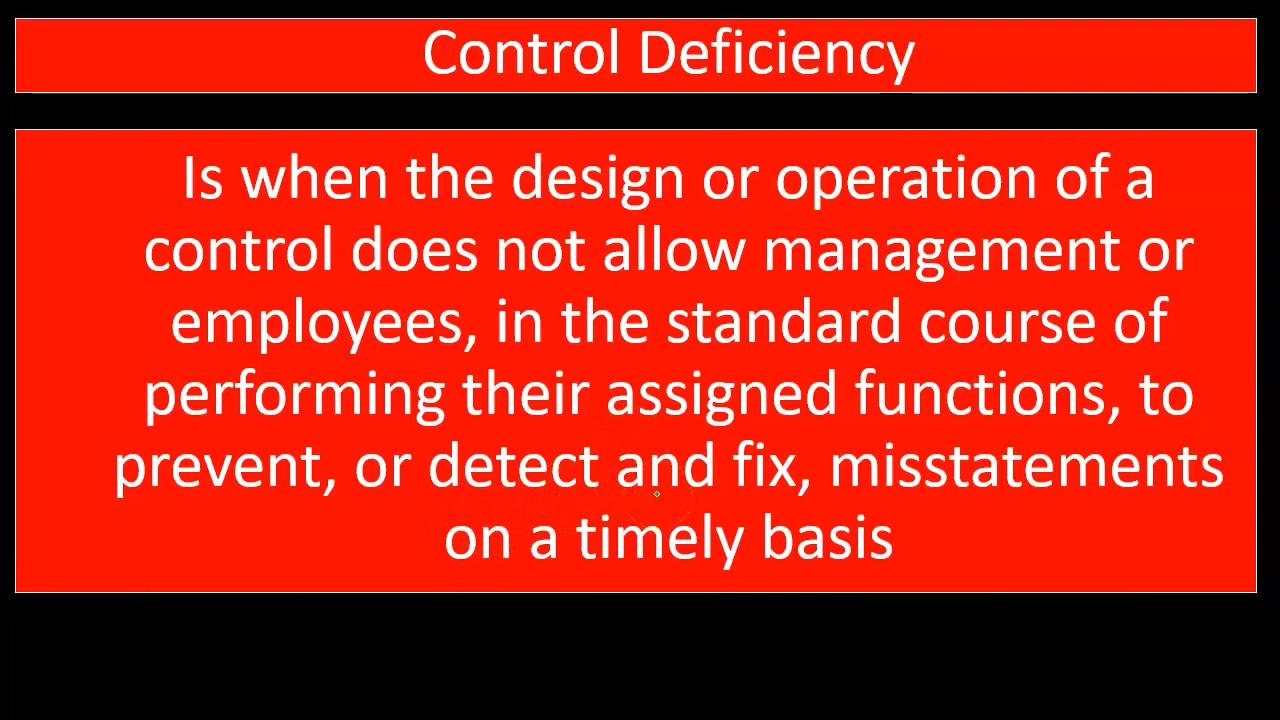 Control Deficiency
Is when the design or operation of a
control does not allow management or
employees, in the standard course of
performing their assigned functions, to
prevent, or detect and fix, misstatements
on a timely basis